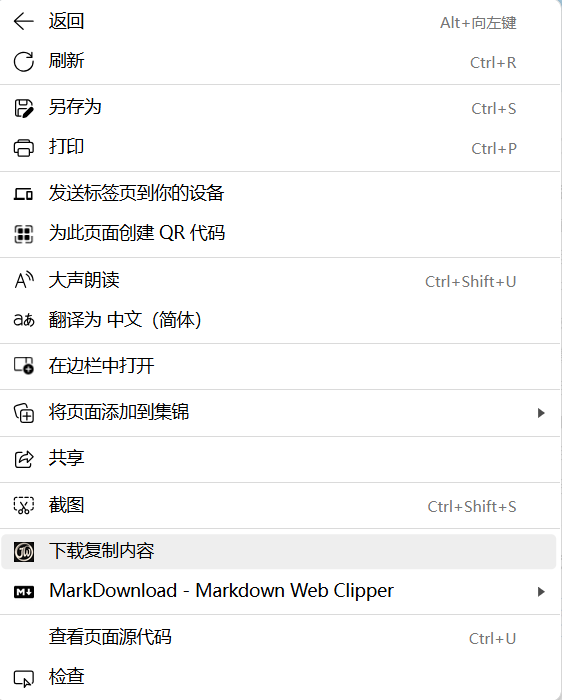 返回 Alt+向左键
刷新 Ctrl+R
另存为 Ctrl+S
打印 Ctrl+P
发送标签页到你的设备
为此页面创建 QR 代码
大声朗读 Ctrl+Shift+U
aあ 翻译为 中文（简体）
在边栏中打开
将页面添加到集锦
共享
截图 Ctrl+Shift+S
JW 下载复制内容
M↓ MarkDownload - Markdown Web Clipper
查看页面源代码 Ctrl+U
检查